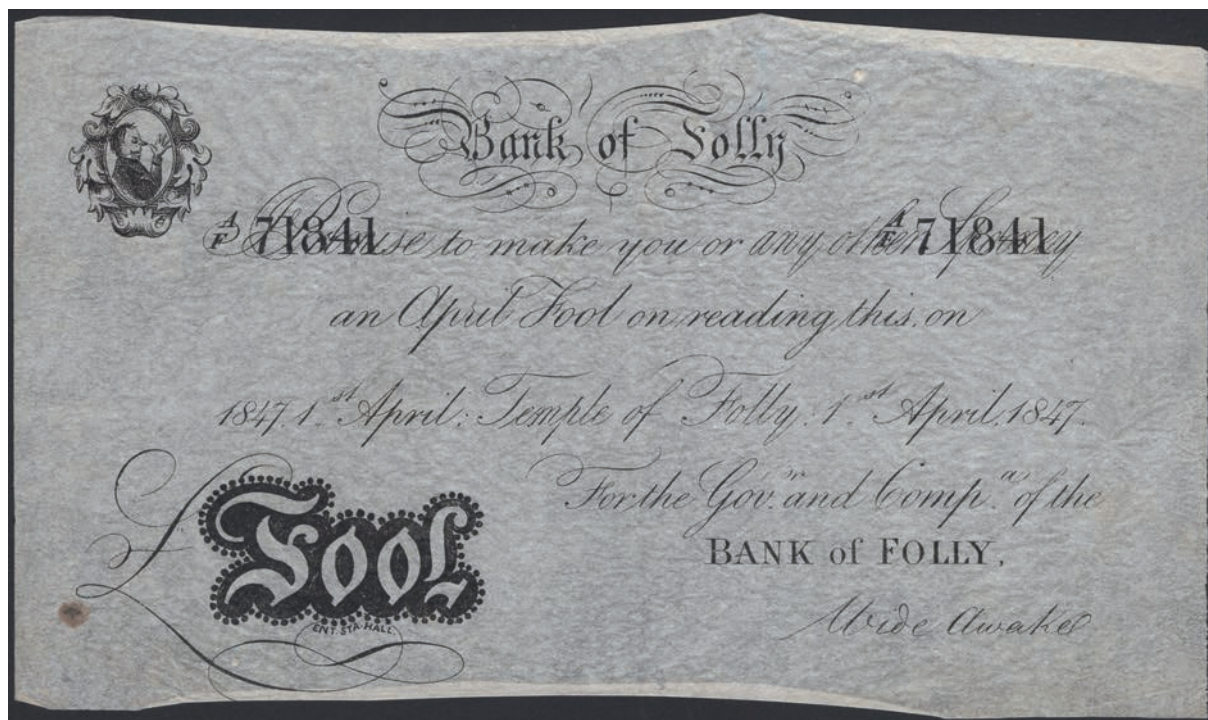 Bank of Folly
A/F 71841 A/F 71841
I Promise to make you or any other Spooney
an April Fool on reading this, on
1847. 1st April: Temple of Folly: 1st April, 1847.
For the Gov.r and Comp.a of the
BANK of FOLLY,
£ Fool
ENT. STA. HALL.
Wide Awake